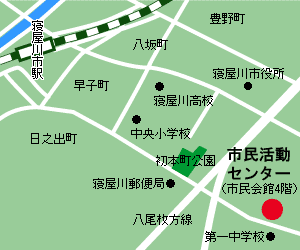 豊野町
八坂町
寝屋川市駅
寝屋川市役所
早子町
寝屋川高校
中央小学校
日之出町
初本町公園
市民活動
センター
(市民会館4階)
寝屋川郵便局
八尾枚方線
第一中学校